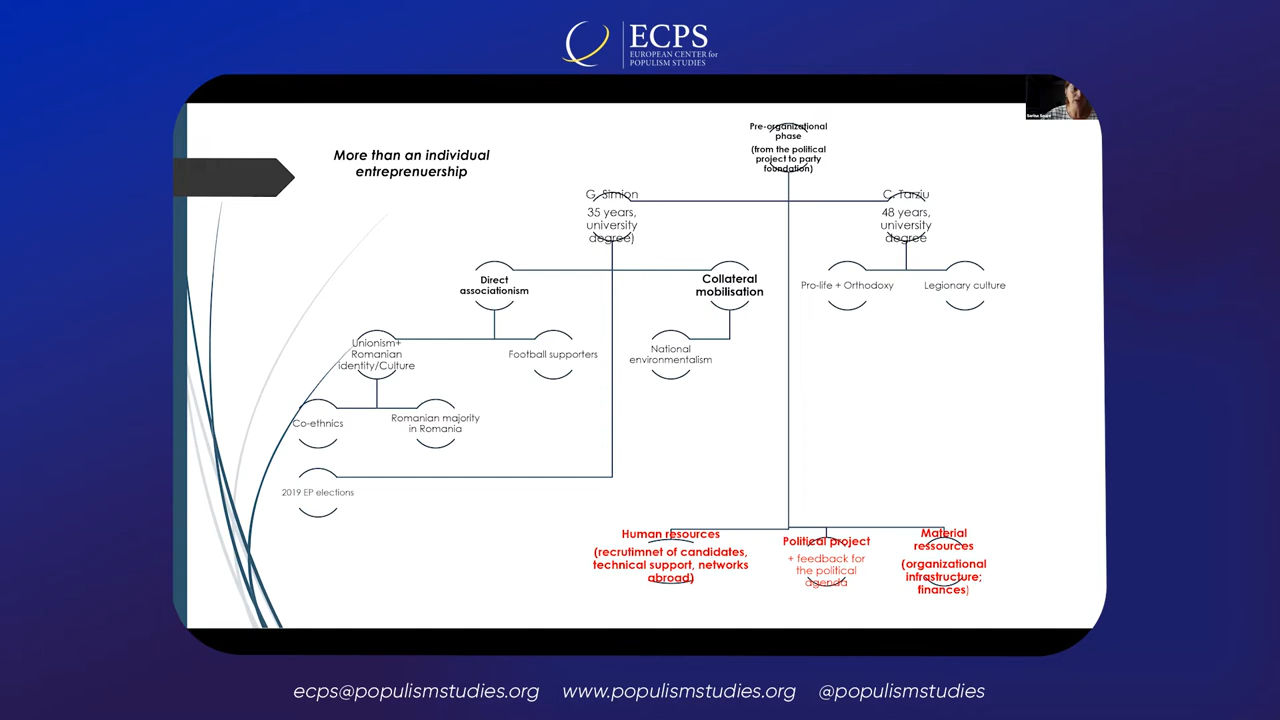 ECPS
EUROPEAN CENTER for
POPULISM STUDIES
More than an individual
entreprenuership
Pre-organizational
phase
(from the political
project to party
foundation)
G. Simion
35 years,
university
degree)
C. Tarziu
48 years,
university
degree
Direct
associationism
Collateral
mobilisation
Pro-life + Orthodoxy
Legionary culture
Unionism+
Romanian
identity/Culture
Football supporters
National
environmentalism
Co-ethnics
Romanian majority
in Romania
2019 EP elections
Human resources
(recrutimnet of candidates,
technical support, networks
abroad)
Political project
+ feedback for
the political
agenda
Material
ressources
(organizational
infrastructure;
finances)
ecps@populismstudies.org
www.populismstudies.org
@populismstudies